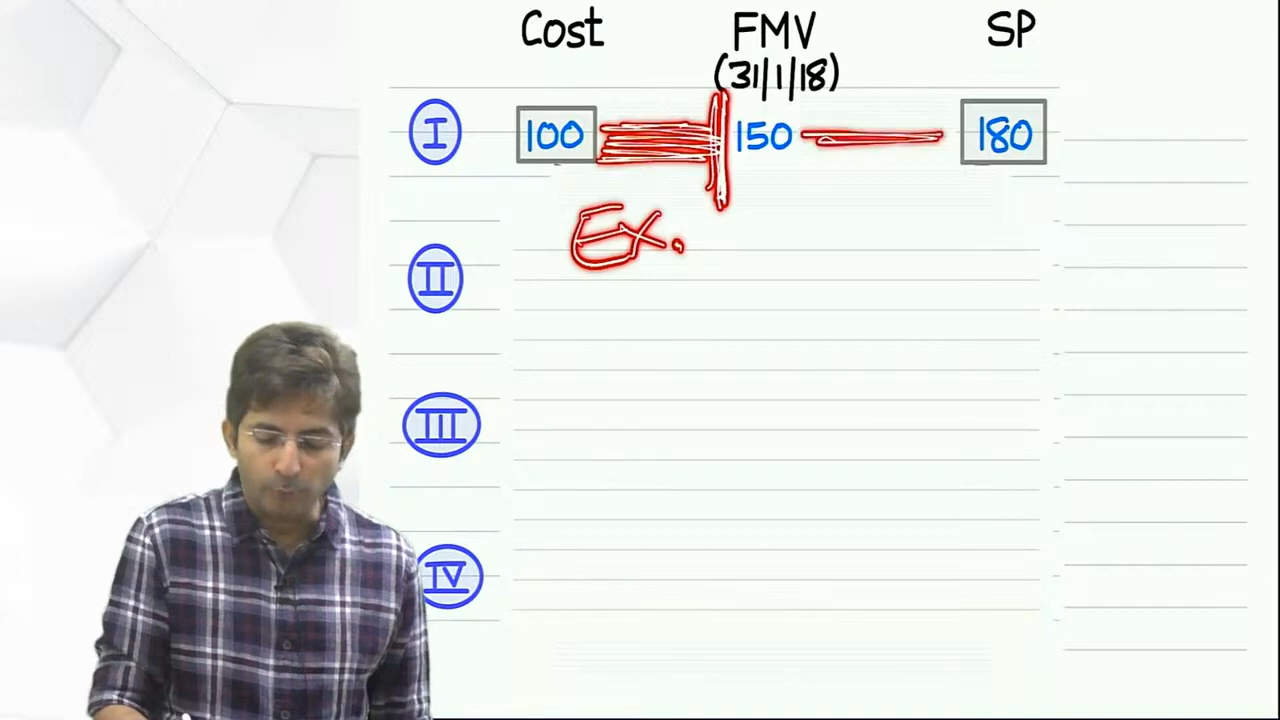 Cost FMV SP
(31/1/18)
I 100 150 180
Ex.
II
III
IV